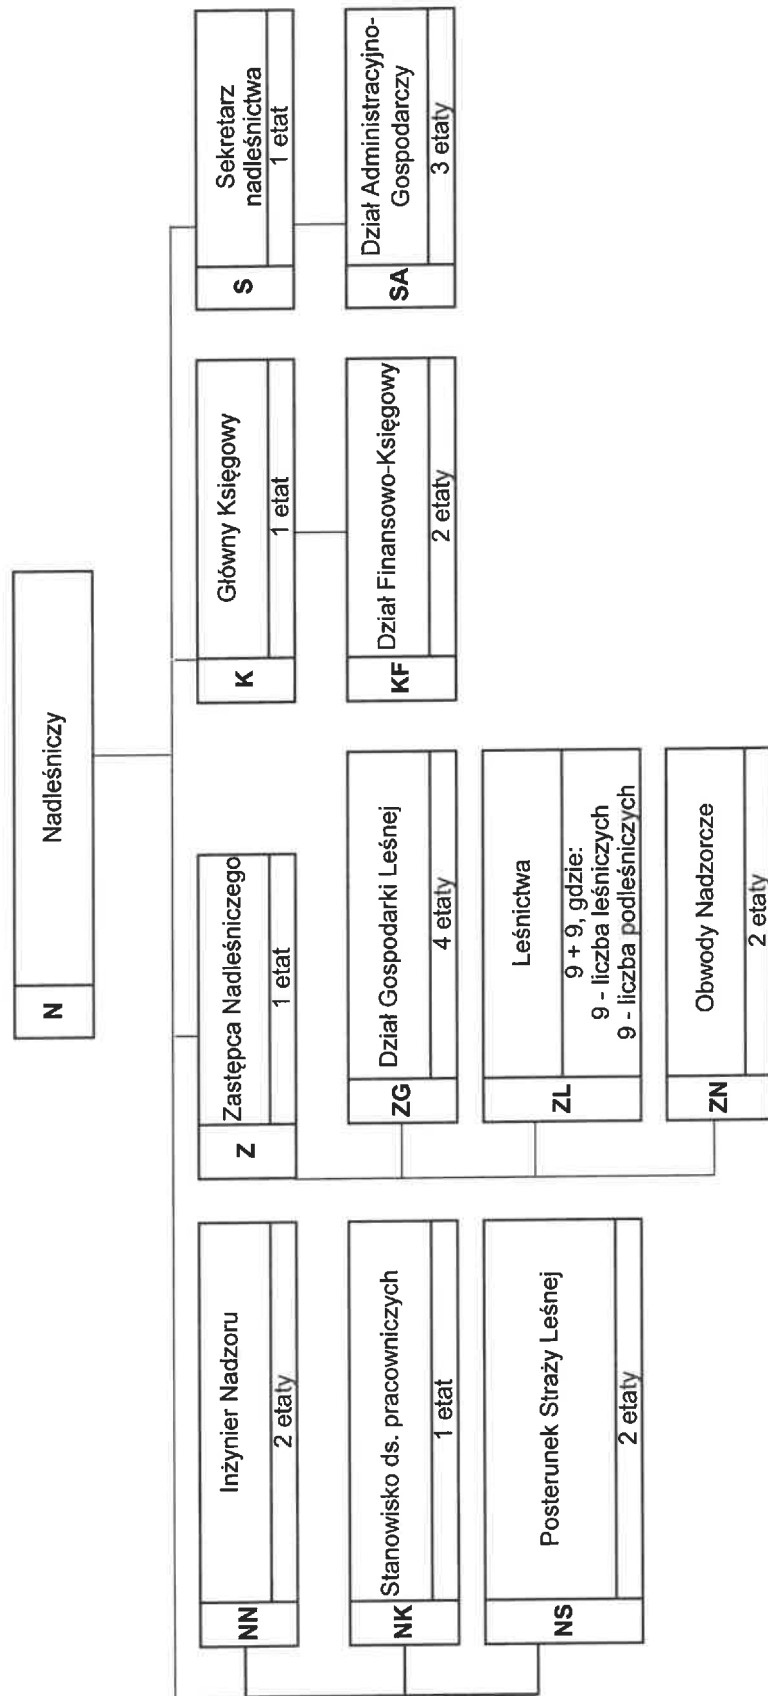 N
Nadleśniczy
NN
Inżynier Nadzoru
2 etaty
NK
Stanowisko ds. pracowniczych
1 etat
NS
Posterunek Straży Leśnej
2 etaty
Z
Zastępca Nadleśniczego
1 etat
ZG
Dział Gospodarki Leśnej
4 etaty
ZL
Leśnictwa
9 + 9, gdzie:
9 - liczba leśniczych
9 - liczba podleśniczych
ZN
Obwody Nadzorcze
2 etaty
K
Główny Księgowy
1 etat
KF
Dział Finansowo-Księgowy
2 etaty
S
Sekretarz
nadleśnictwa
1 etat
SA
Dział Administracyjno-
Gospodarczy
3 etaty